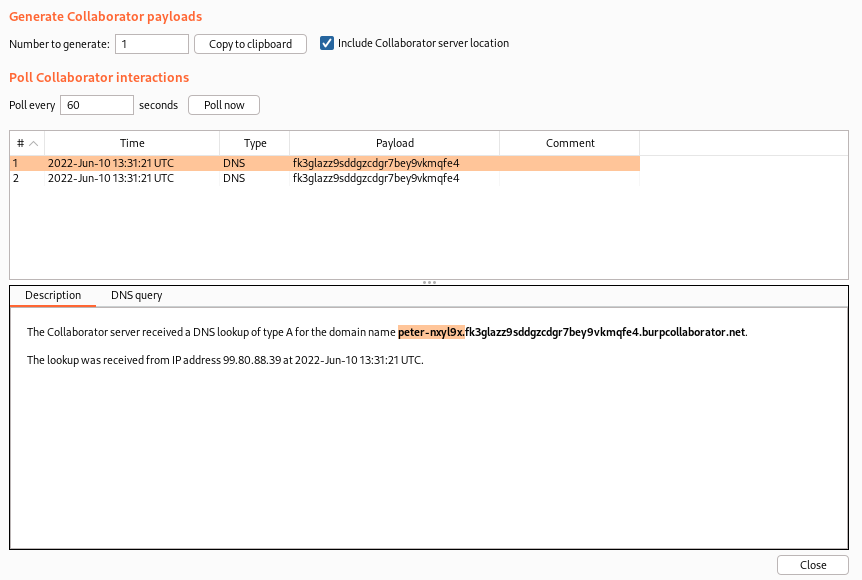 Generate Collaborator payloads
Number to generate: 1 Copy to clipboard Include Collaborator server location
Poll Collaborator interactions
Poll every 60 seconds Poll now
# Time Type Payload Comment
1 2022-Jun-10 13:31:21 UTC DNS fk3glazz9sddgzcdgr7bey9vkmqfe4
2 2022-Jun-10 13:31:21 UTC DNS fk3glazz9sddgzcdgr7bey9vkmqfe4
Description DNS query
The Collaborator server received a DNS lookup of type A for the domain name peter-nxyl9x.fk3glazz9sddgzcdgr7bey9vkmqfe4.burpcollaborator.net.
The lookup was received from IP address 99.80.88.39 at 2022-Jun-10 13:31:21 UTC.
Close